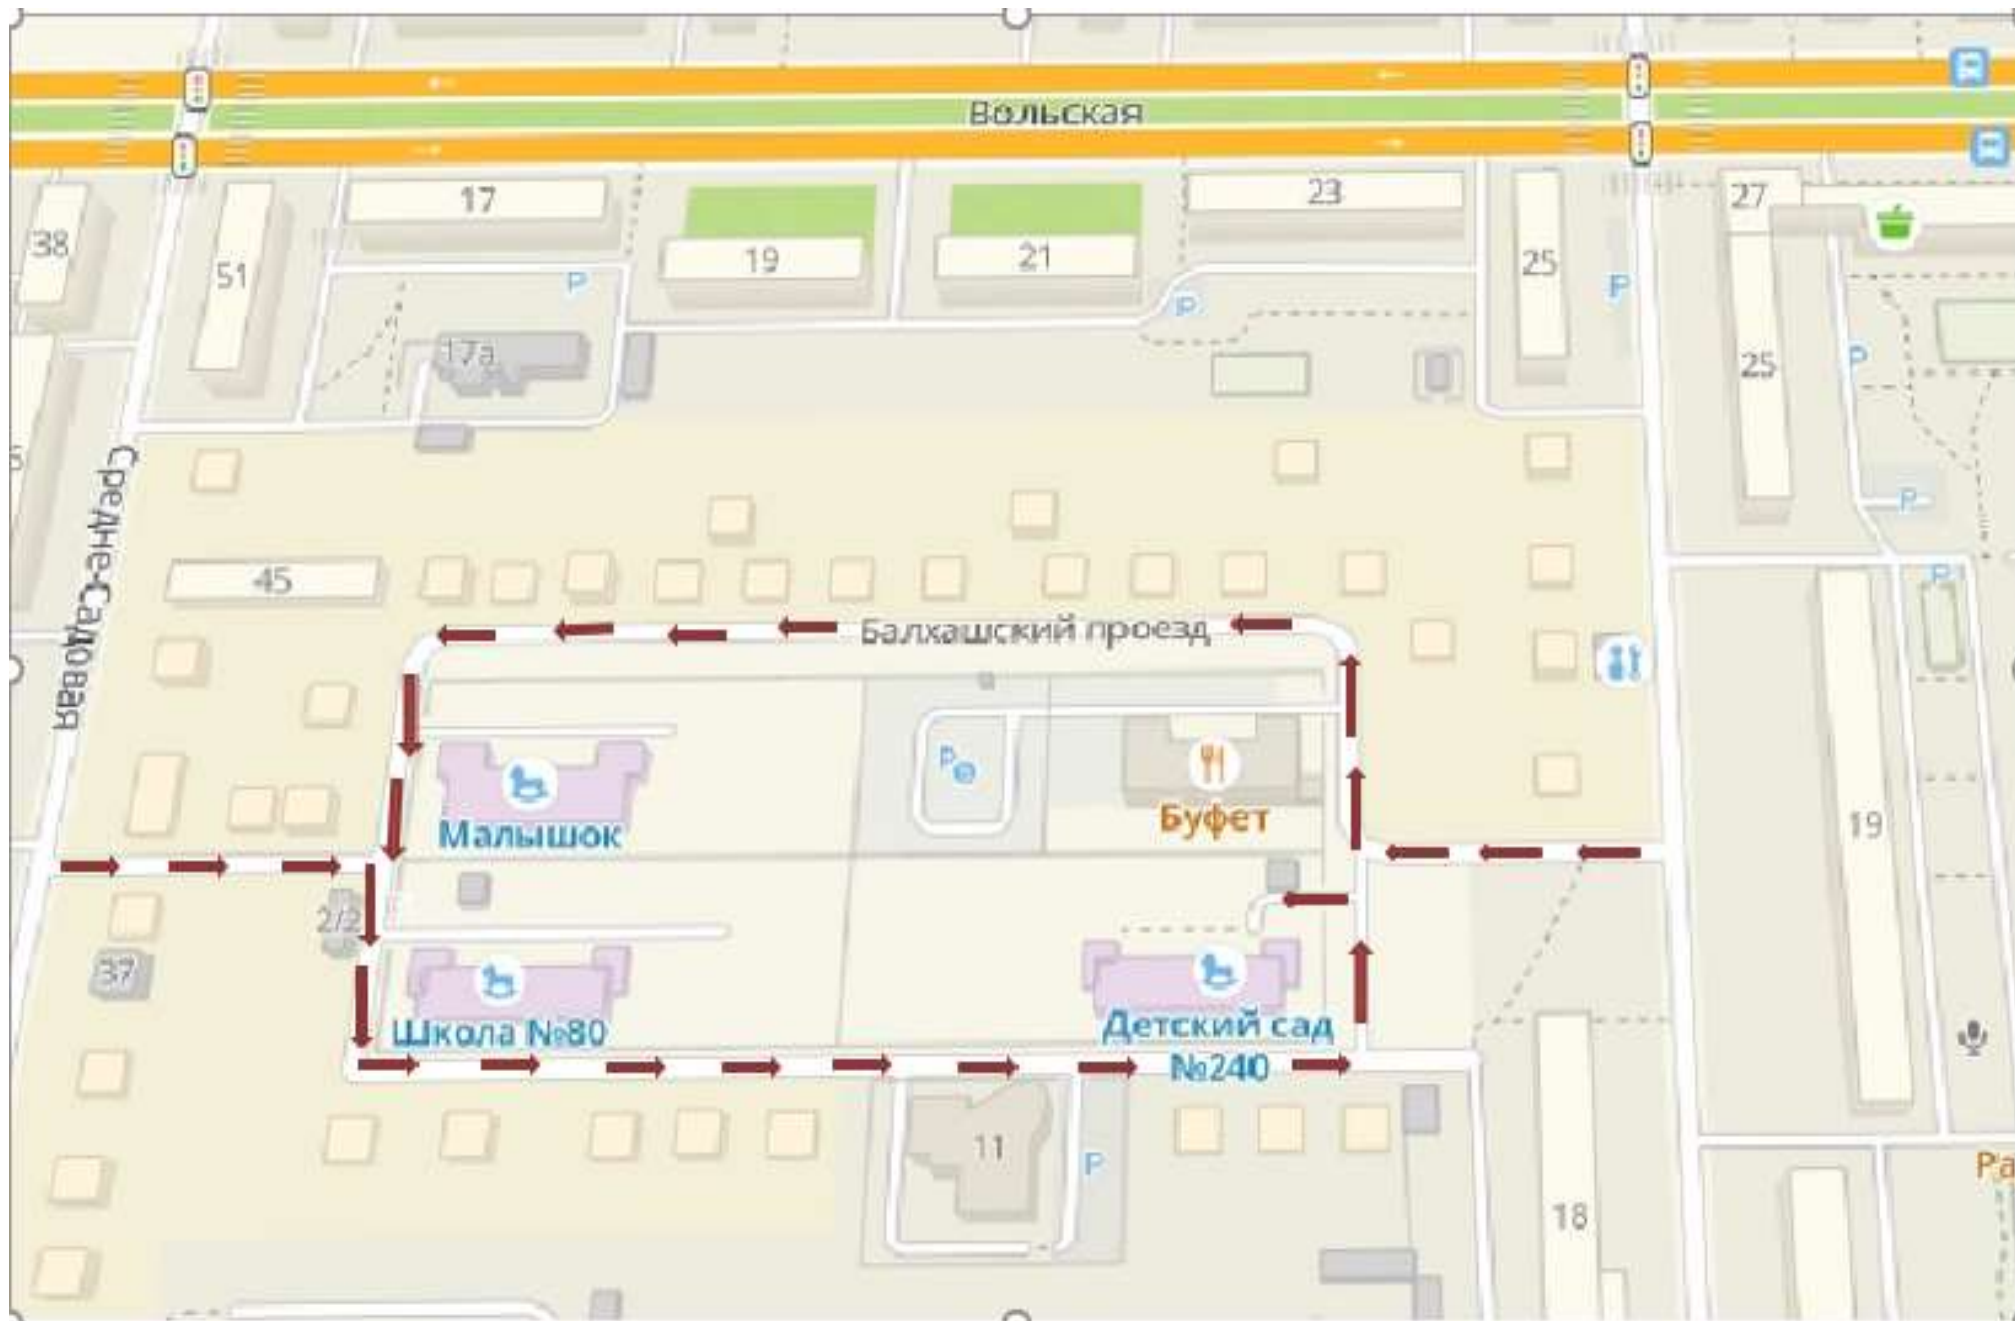 Вольская
17
23
27
38
51
19
21
25
P
P
P
17а
P
25
Средне-Садовая
P
45
P
Балхашский проезд
P
Буфет
19
Малышок
2/2
37
Школа №80
Детский сад
№240
11
P
18
Ра